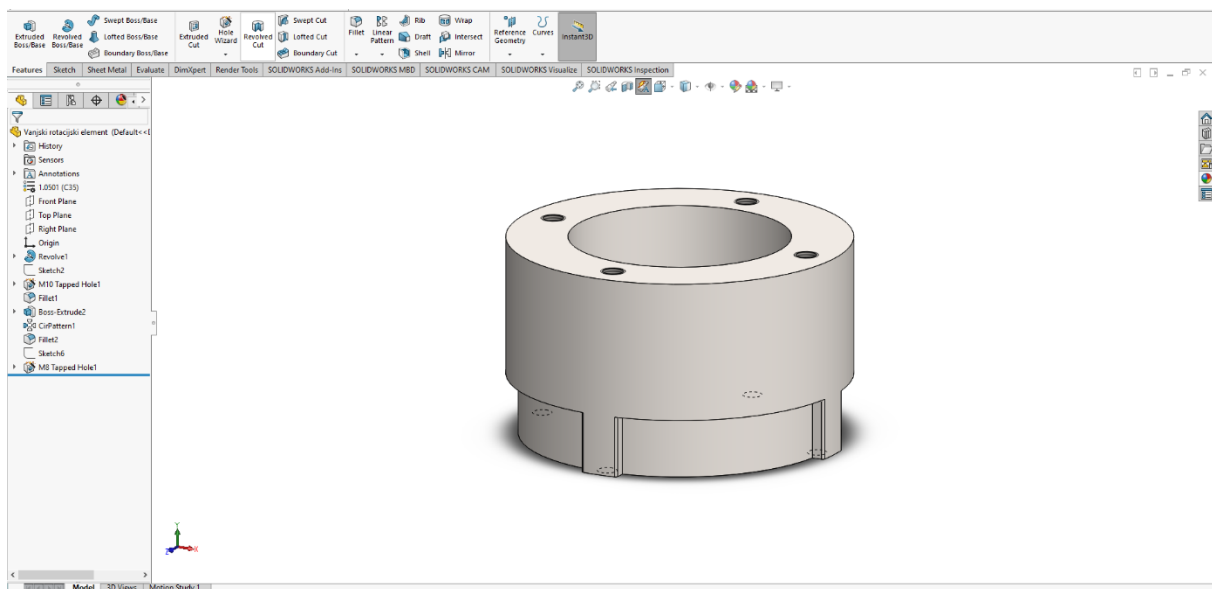 Extruded Boss/Base
Revolved Boss/Base
Swept Boss/Base
Lofted Boss/Base
Boundary Boss/Base
Extruded Cut
Hole Wizard
Revolved Cut
Swept Cut
Lofted Cut
Boundary Cut
Fillet
Linear Pattern
Rib
Draft
Shell
Wrap
Intersect
Mirror
Reference Geometry
Curves
Instant3D
Features Sketch Sheet Metal Evaluate DimXpert Render Tools SOLIDWORKS Add-Ins SOLIDWORKS MBD SOLIDWORKS CAM SOLIDWORKS Visualize SOLIDWORKS Inspection
Vanjski rotacijski element (Default<<
History
Sensors
Annotations
1.0501 (C35)
Front Plane
Top Plane
Right Plane
Origin
Revolve1
Sketch2
M10 Tapped Hole1
Fillet1
Boss-Extrude2
CirPattern1
Fillet2
Sketch6
M8 Tapped Hole1
Y
Z X
Model 3D Views Motion Study 1